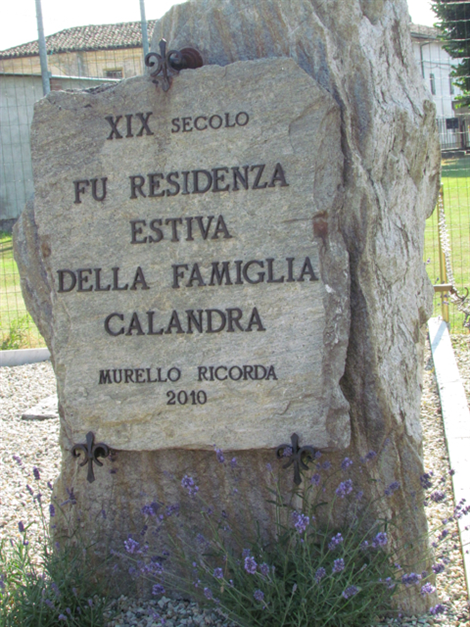 XIX SECOLO
FU RESIDENZA
ESTIVA
DELLA FAMIGLIA
CALANDRA
MURELLO RICORDA
2010